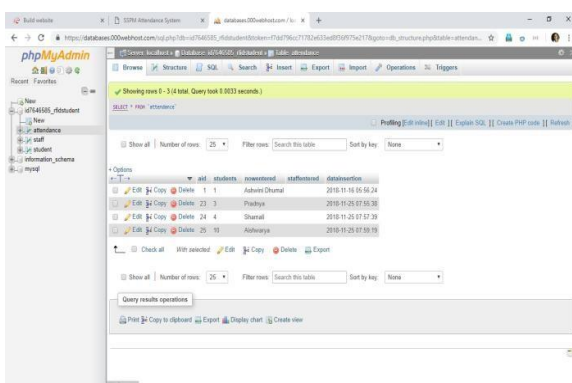 Build website
SSPM Attendance System
databases.000webhost.com / loc
https://databases.000webhost.com/sql.php?db=id7646585_rfidstudent&token=
phpMyAdmin
Recent Favorites
New
id7646585_rfidstudent
New
attendance
staff
student
information_schema
mysql
Server: localhost » Database: id7646585_rfidstudent » Table: attendance
Browse Structure SQL Search Insert Export Import Operations Triggers
Showing rows 0 - 3 (4 total, Query took 0.0033 seconds.)
SELECT * FROM `attendance`
Profiling [Edit inline] [ Edit ] [ Explain SQL ] [ Create PHP code ] [ Refresh
Show all Number of rows: 25 Filter rows: Search this table Sort by key: None
+ Options
←T→ aid students nowentered staffentered datainsertion
Edit Copy Delete 1 1 Ashwini Dhumal 2018-11-16 05:56:24
Edit Copy Delete 23 3 Pradnya 2018-11-25 07:55:38
Edit Copy Delete 24 4 Sharrall 2018-11-25 07:57:39
Edit Copy Delete 25 10 Aishwarya 2018-11-25 07:59:19
Check all With selected: Edit Copy Delete Export
Show all Number of rows: 25 Filter rows: Search this table Sort by key: None
Query results operations
Print Copy to clipboard Export Display chart Create view